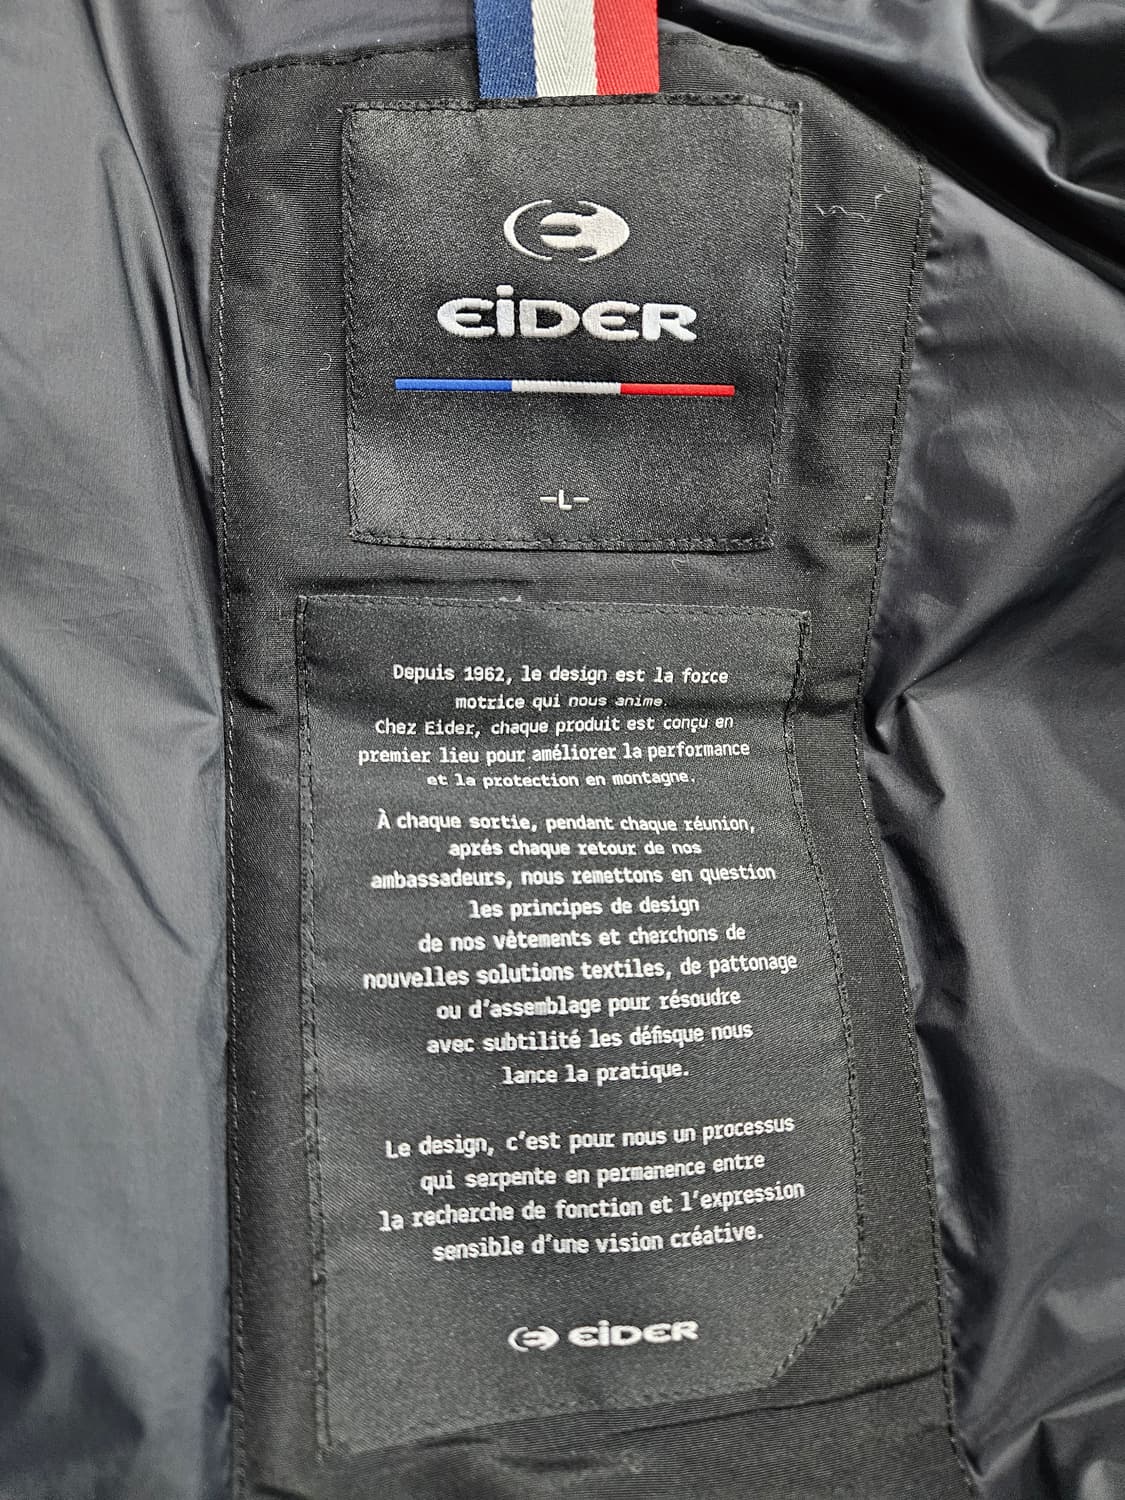 EiDER
-L-
Depuis 1962, le design est la force
motrice qui nous anime.
Chez Eider, chaque produit est conçu en
premier lieu pour améliorer la performance
et la protection en montagne.
À chaque sortie, pendant chaque réunion,
aprés chaque retour de nos
ambassadeurs, nous remettons en question
les principes de design
de nos vêtements et cherchons de
nouvelles solutions textiles, de pattonage
ou d'assemblage pour résoudre
avec subtilité les défisque nous
lance la pratique.
Le design, c'est pour nous un processus
qui serpente en permanence entre
la recherche de fonction et l'expression
sensible d'une vision créative.
EiDER